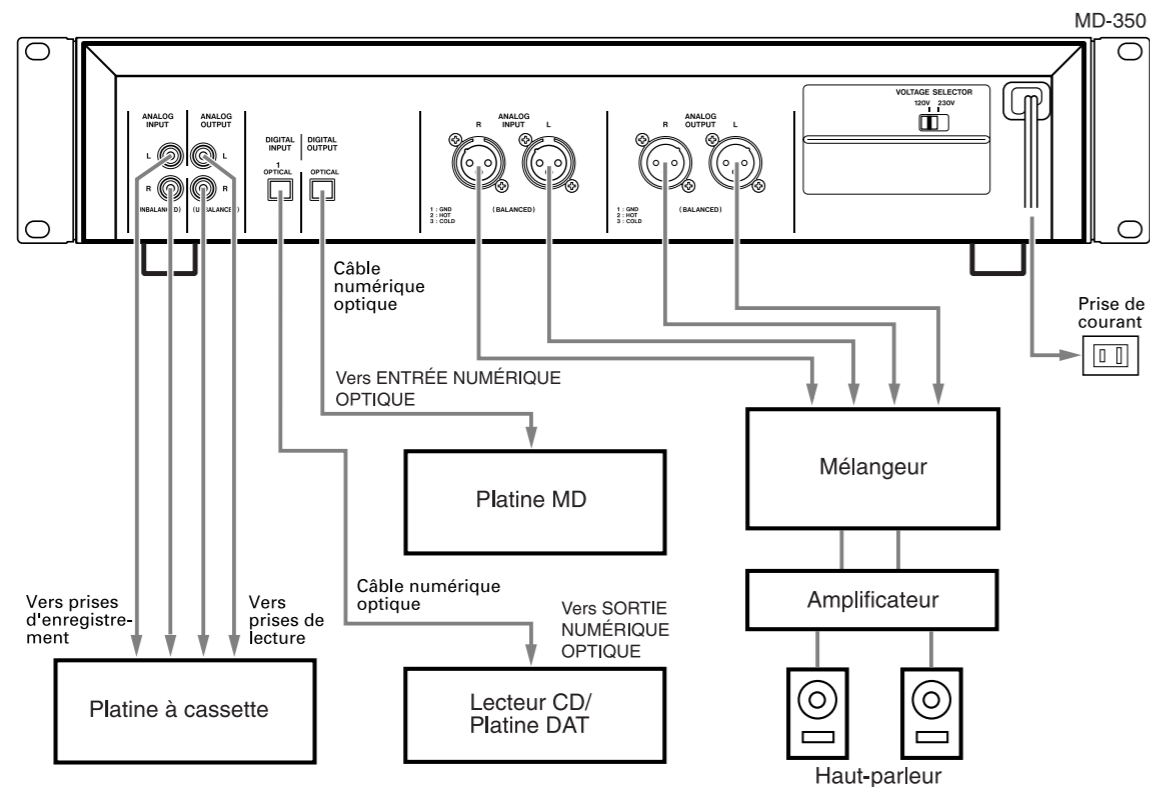 MD-350
VOLTAGE SELECTOR
120V 230V
ANALOG
INPUT
ANALOG
OUTPUT
L
L
R
R
(UNBALANCED)
DIGITAL
INPUT
DIGITAL
OUTPUT
1
OPTICAL
OPTICAL
R
ANALOG
INPUT
L
1 : GND
2 : HOT
3 : COLD
(BALANCED)
R
ANALOG
OUTPUT
L
1 : GND
2 : HOT
3 : COLD
(BALANCED)
Câble
numérique
optique
Prise de
courant
Vers ENTRÉE NUMÉRIQUE
OPTIQUE
Platine MD
Mélangeur
Câble numérique
optique
Vers SORTIE
NUMÉRIQUE
OPTIQUE
Amplificateur
Vers prises
d'enregistre-
ment
Vers
prises de
lecture
Platine à cassette
Lecteur CD/
Platine DAT
Haut-parleur